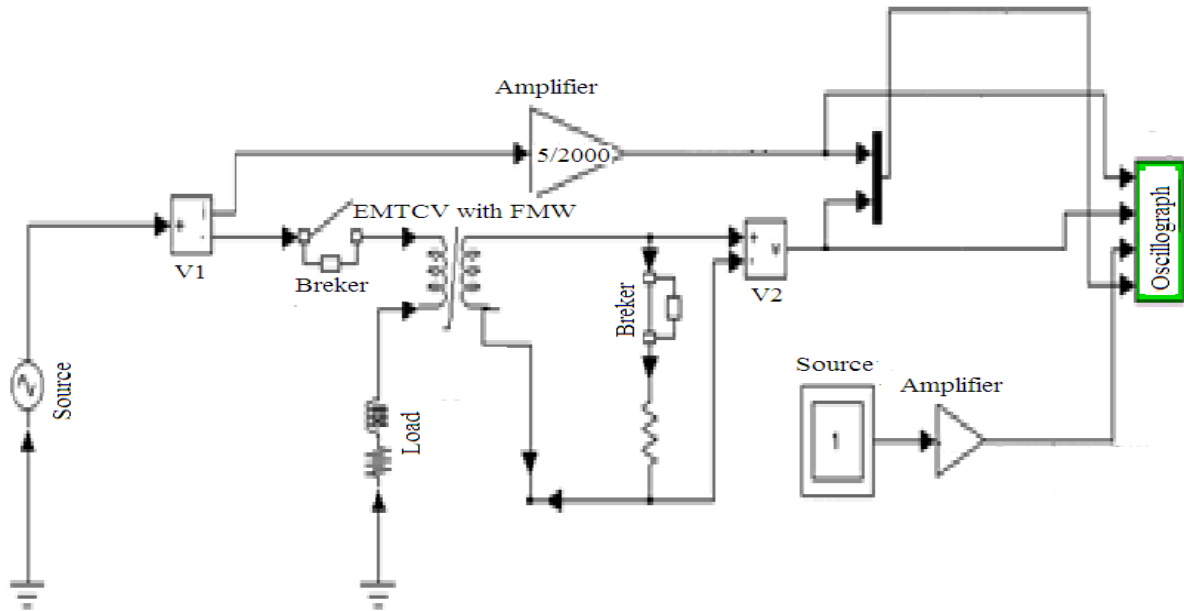 Amplifier
5/2000
EMTCV with FMW
V1
Breker
V2
Breker
Source
Load
Source
1
Amplifier
Oscillograph
+
i
+
-
v